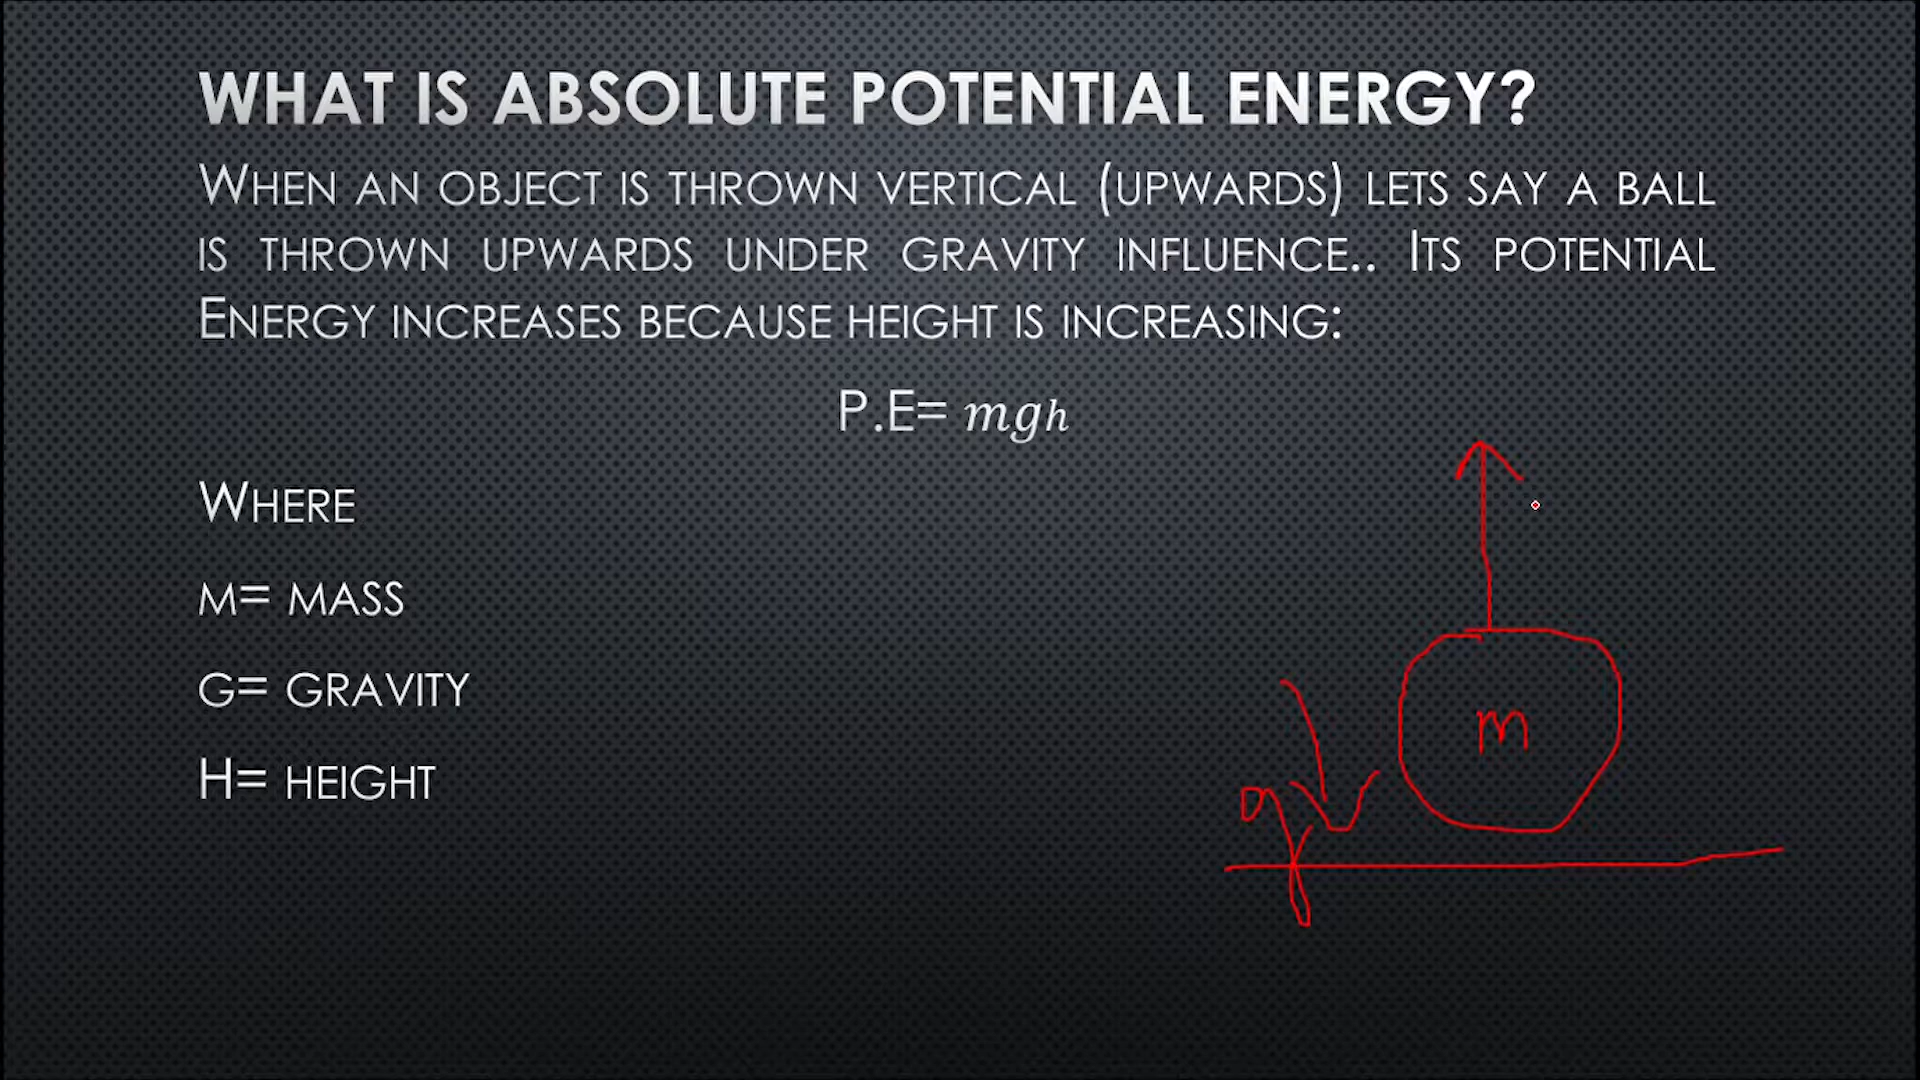 WHAT IS ABSOLUTE POTENTIAL ENERGY?
WHEN AN OBJECT IS THROWN VERTICAL (UPWARDS) LETS SAY A BALL
IS THROWN UPWARDS UNDER GRAVITY INFLUENCE.. ITS POTENTIAL
ENERGY INCREASES BECAUSE HEIGHT IS INCREASING:
P.E= mgh
WHERE
M= MASS
G= GRAVITY
H= HEIGHT
m
g